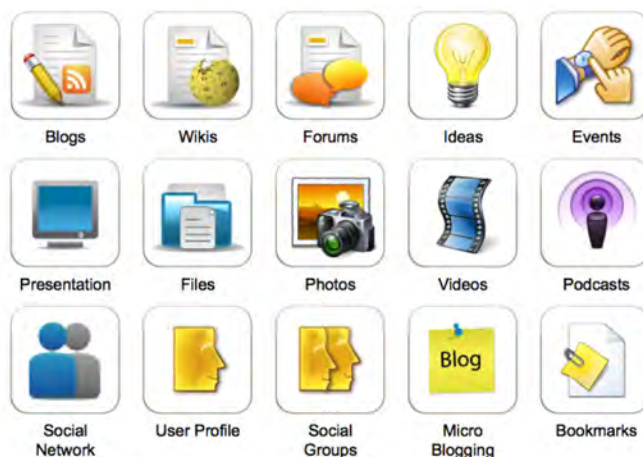 Blogs
Wikis
Forums
Ideas
Events
Presentation
Files
Photos
Videos
Podcasts
Social
Network
User Profile
Social
Groups
Blog
Micro
Blogging
Bookmarks